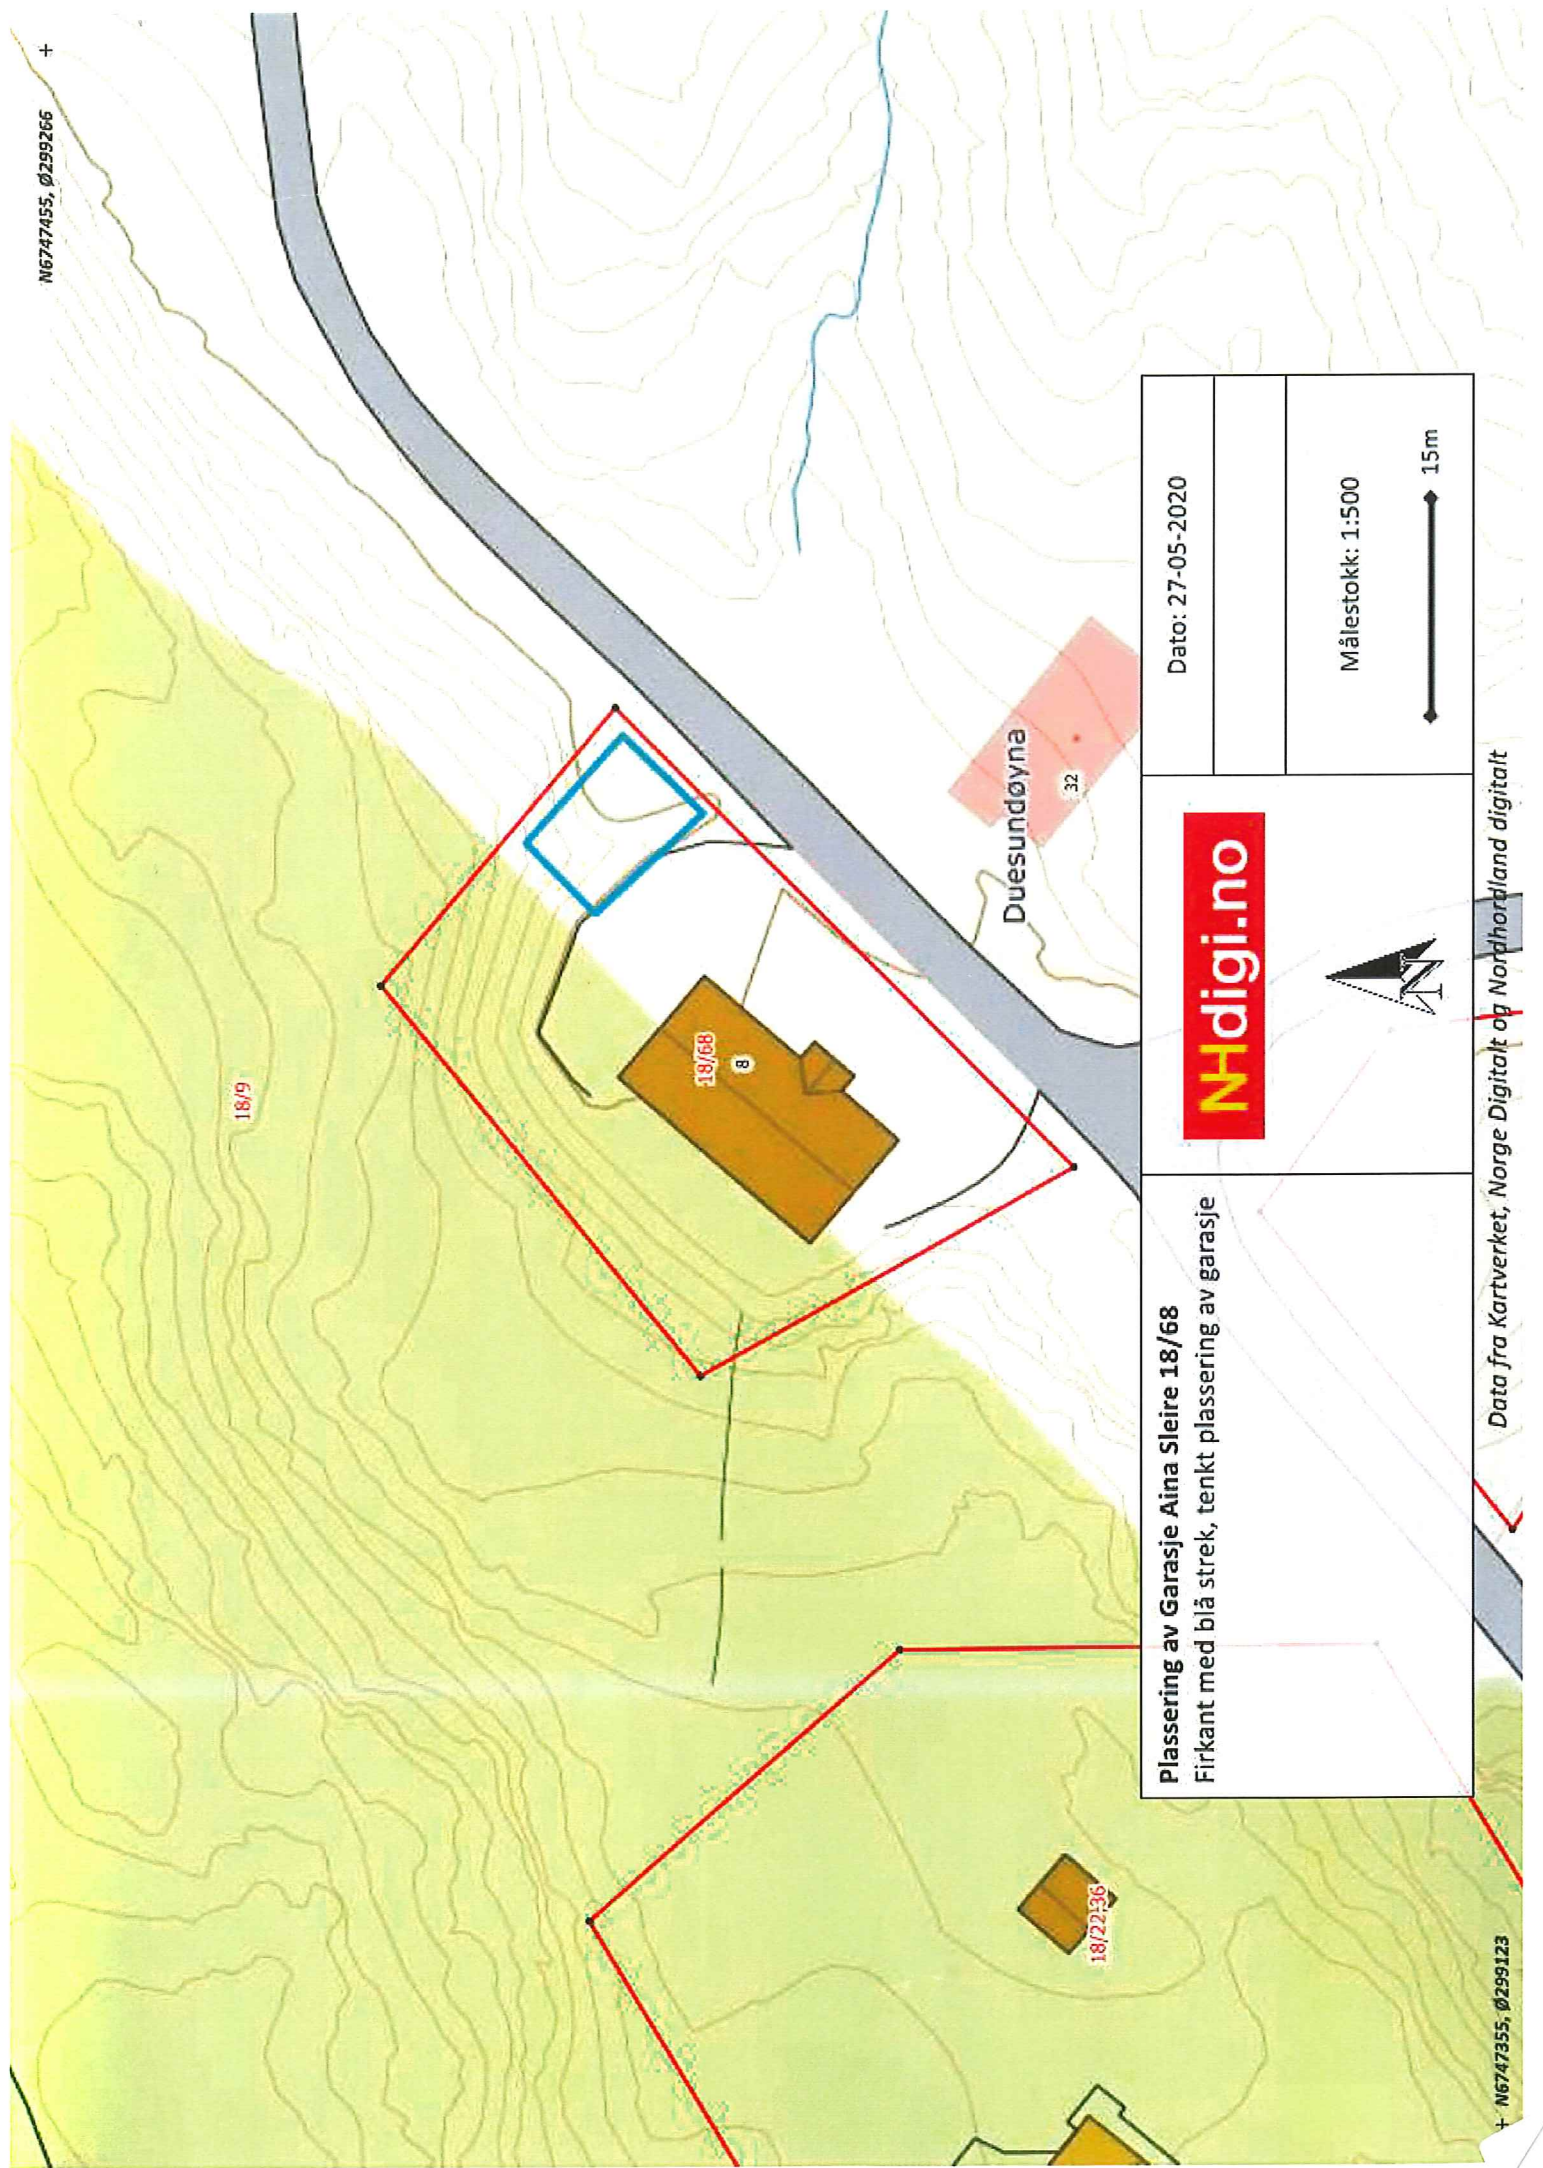 N6747455, Ø299266
18/9
18/68
8
Duesundøyna
32
18/22;36
Plassering av Garasje Aina Sleire 18/68
Firkant med blå strek, tenkt plassering av garasje
NHdigi.no
N
Dato: 27-05-2020
Målestokk: 1:500
15m
N6747355, Ø299123
Data fra Kartverket, Norge Digitalt og Nordhordland digitalt